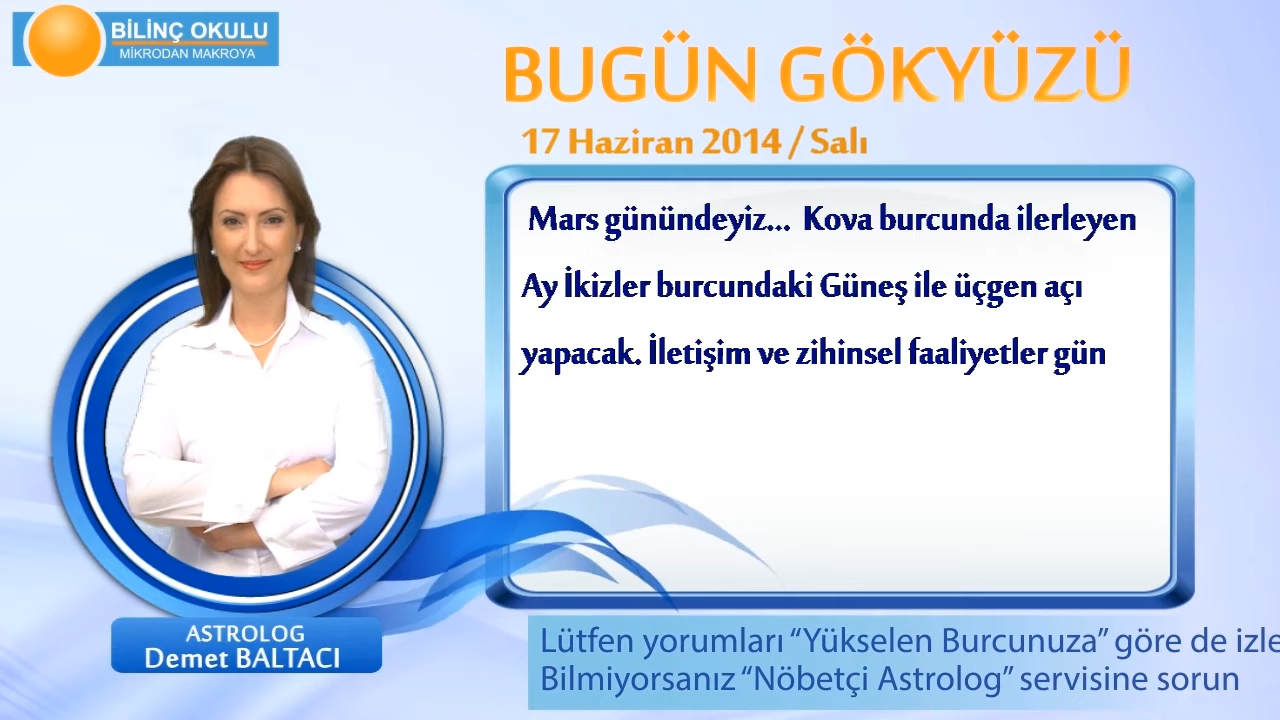 BİLİNÇ OKULU
MİKRODAN MAKROYA
BUGÜN GÖKYÜZÜ
17 Haziran 2014 / Salı
Mars günündeyiz... Kova burcunda ilerleyen
Ay İkizler burcundaki Güneş ile üçgen açı
yapacak. İletişim ve zihinsel faaliyetler gün
ASTROLOG
Demet BALTACI
Lütfen yorumları “Yükselen Burcunuza” göre de izle
Bilmiyorsanız “Nöbetçi Astrolog” servisine sorun